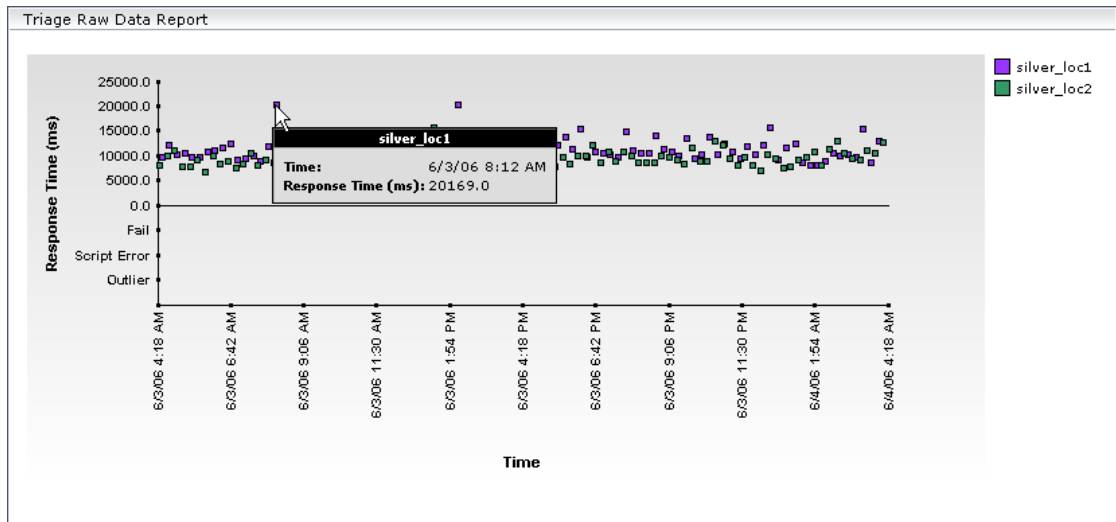 Triage Raw Data Report
silver_loc1
silver_loc2
Response Time (ms)
25000.0
20000.0
15000.0
10000.0
5000.0
0.0
Fail
Script Error
Outlier
silver_loc1
Time: 6/3/06 8:12 AM
Response Time (ms): 20169.0
6/3/06 4:18 AM
6/3/06 6:42 AM
6/3/06 9:06 AM
6/3/06 11:30 AM
6/3/06 1:54 PM
6/3/06 4:18 PM
6/3/06 6:42 PM
6/3/06 9:06 PM
6/3/06 11:30 PM
6/4/06 1:54 AM
6/4/06 4:18 AM
Time